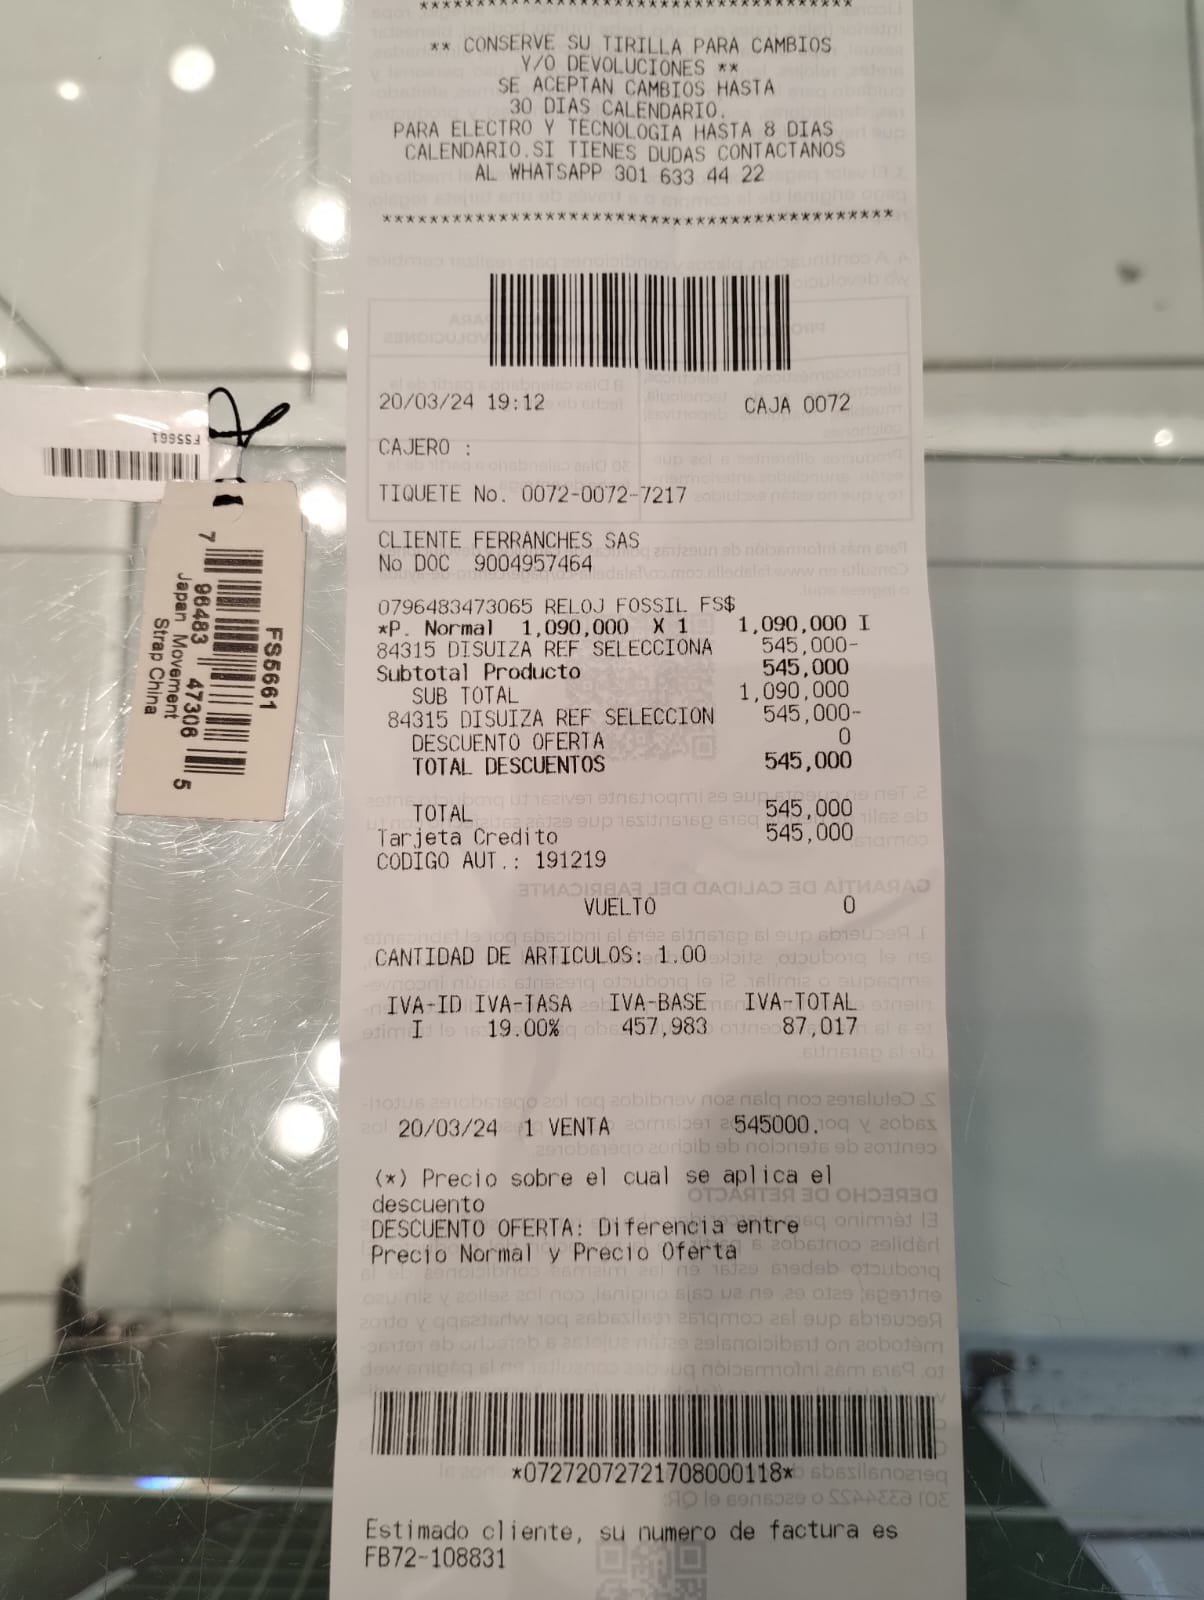 ****************************************
** CONSERVE SU TIRILLA PARA CAMBIOS
Y/O DEVOLUCIONES **
SE ACEPTAN CAMBIOS HASTA
30 DIAS CALENDARIO.
PARA ELECTRO Y TECNOLOGIA HASTA 8 DIAS
CALENDARIO.SI TIENES DUDAS CONTACTANOS
AL WHATSAPP 301 633 44 22
********************************************
20/03/24 19:12 CAJA 0072
CAJERO :
TIQUETE No. 0072-0072-7217
CLIENTE FERRANCHES SAS
No DOC 9004957464
0796483473065 RELOJ FOSSIL FS$
*P. Normal 1,090,000 X 1 1,090,000 I
84315 DISUIZA REF SELECCIONA 545,000-
Subtotal Producto 545,000
SUB TOTAL 1,090,000
84315 DISUIZA REF SELECCION 545,000-
DESCUENTO OFERTA 0
TOTAL DESCUENTOS 545,000
TOTAL 545,000
Tarjeta Credito 545,000
CODIGO AUT.: 191219
VUELTO 0
CANTIDAD DE ARTICULOS: 1.00
IVA-ID IVA-TASA IVA-BASE IVA-TOTAL
I 19.00% 457,983 87,017
20/03/24 1 VENTA 545000.
(*) Precio sobre el cual se aplica el
descuento
DESCUENTO OFERTA: Diferencia entre
Precio Normal y Precio Oferta
*07272072721708000118*
Estimado cliente, su numero de factura es
FB72-108831
FS5661
FS5661
7 96483 47306 5
Japan Movement
Strap China